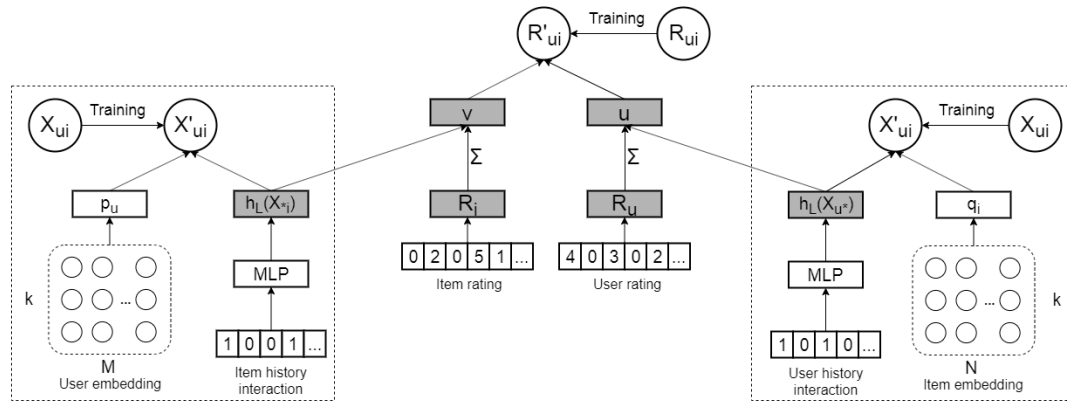 R'ui Training Rui
Xui Training X'ui
v u
X'ui Training Xui
Σ Σ
pu hL(X*i) Ri Ru hL(Xu*) qi
0 2 0 5 1 ... 4 0 3 0 2 ...
Item rating User rating
k ... MLP MLP ... k
1 0 0 1 ... 1 0 1 0 ...
M N
User embedding Item history
interaction
User history
interaction Item embedding